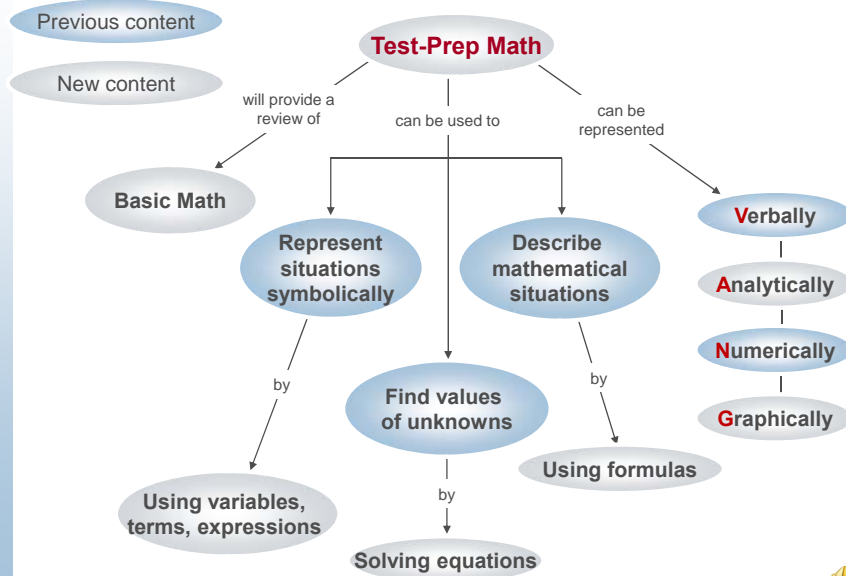 Previous content
New content
Test-Prep Math
will provide a
review of
can be used to
can be
represented
Basic Math
Represent
situations
symbolically
Describe
mathematical
situations
Verbally
Analytically
Numerically
Graphically
by
Find values
of unknowns
by
Using variables,
terms, expressions
by
Solving equations
Using formulas